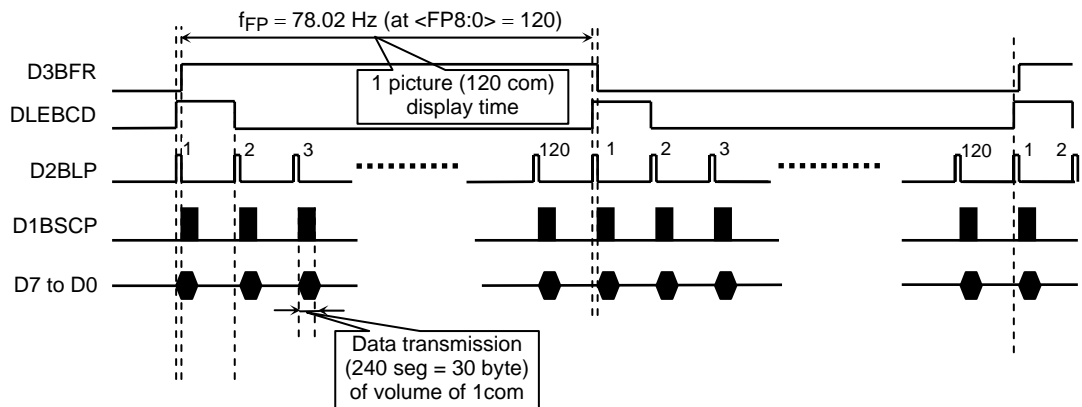 fFP = 78.02 Hz (at <FP8:0> = 120)
D3BFR
1 picture (120 com)
display time
DLEBCD
D2BLP
1 2 3 120 1 2 3 120 1 2
D1BSCP
D7 to D0
Data transmission
(240 seg = 30 byte)
of volume of 1com